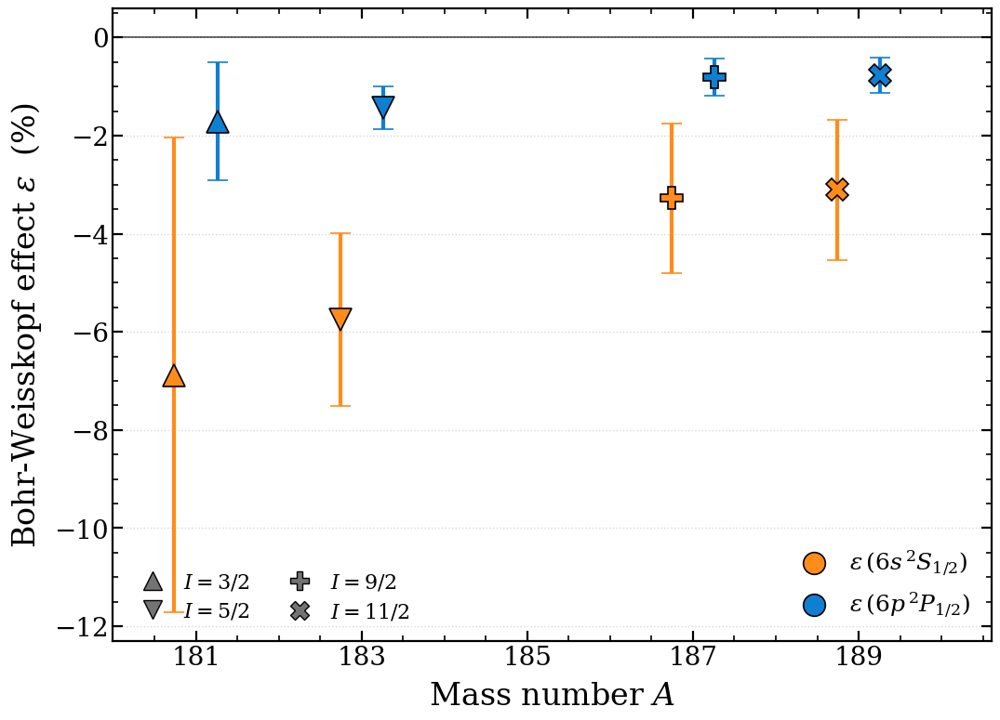 Bohr-Weisskopf effect ε (%)
0
−2
−4
−6
−8
−10
−12
I = 3/2
I = 5/2
I = 9/2
I = 11/2
ε (6s ²S₁/₂)
ε (6p ²P₁/₂)
181 183 185 187 189
Mass number A